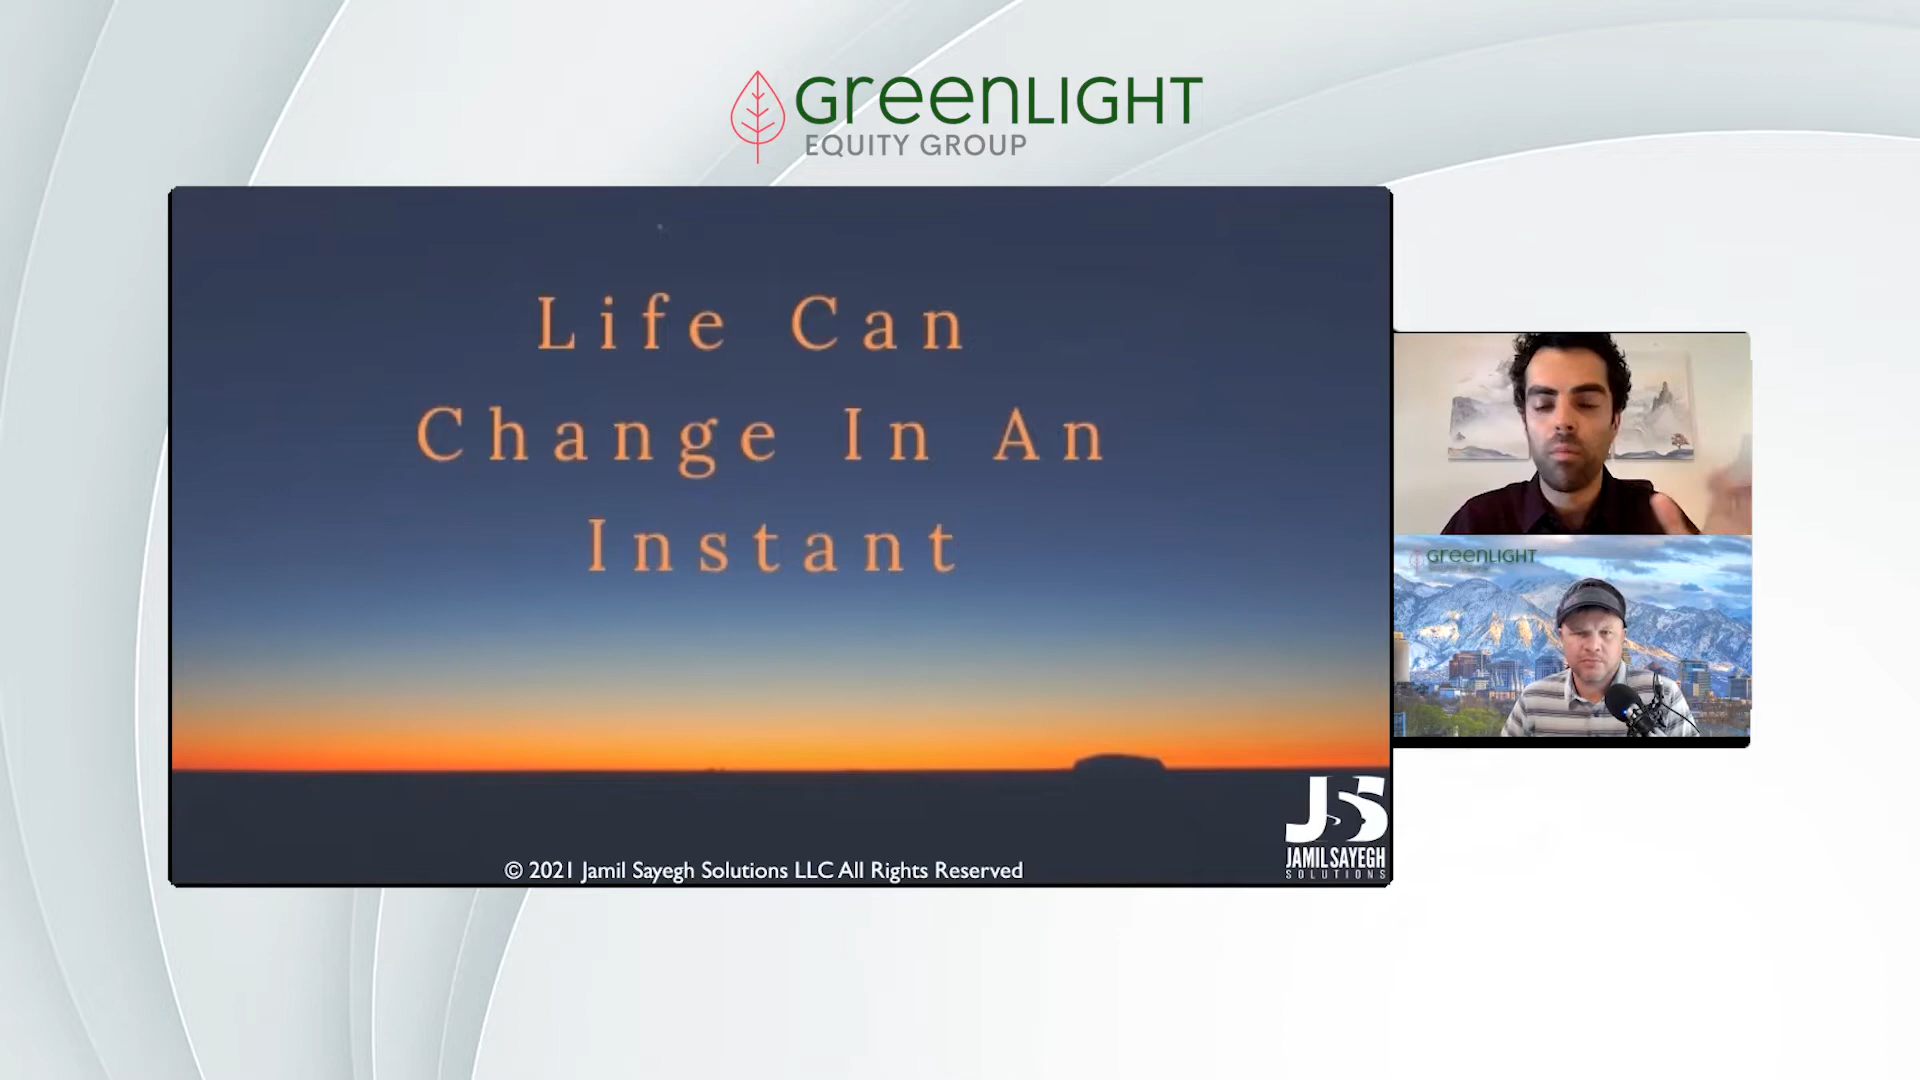 GreenLIGHT
EQUITY GROUP
Life Can
Change In An
Instant
JSS
JAMIL SAYEGH
SOLUTIONS
© 2021 Jamil Sayegh Solutions LLC All Rights Reserved
GreenLIGHT